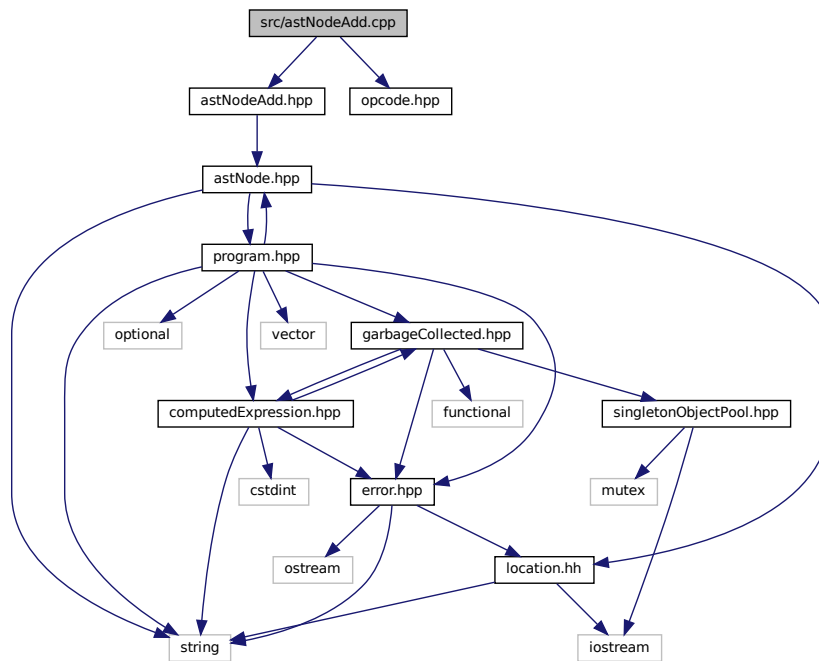 src/astNodeAdd.cpp
astNodeAdd.hpp
opcode.hpp
astNode.hpp
program.hpp
optional
vector
garbageCollected.hpp
computedExpression.hpp
functional
singletonObjectPool.hpp
cstdint
error.hpp
mutex
ostream
location.hh
string
iostream